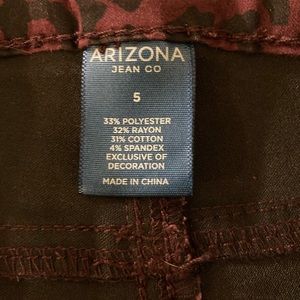 ARIZONA
JEAN CO
5
33% POLYESTER
32% RAYON
31% COTTON
4% SPANDEX
EXCLUSIVE OF
DECORATION
MADE IN CHINA